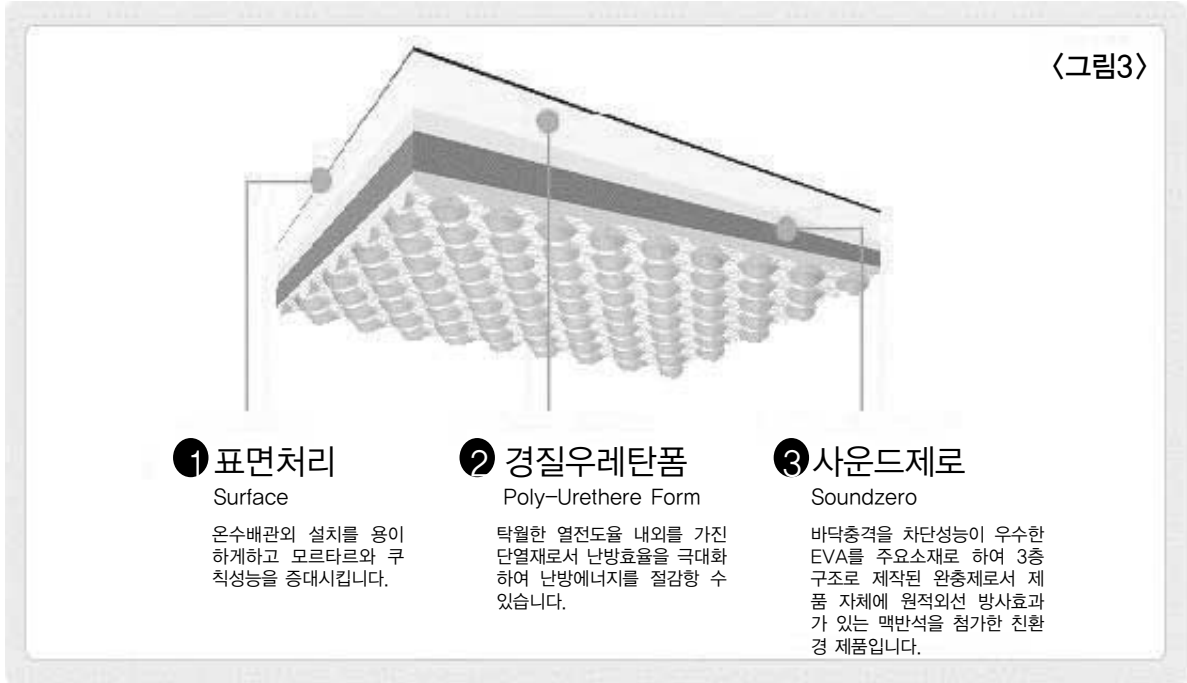 〈그림3〉
1 표면처리
Surface
온수배관외 설치를 용이
하게하고 모르타르와 쿠
칙성능을 증대시킵니다.
2 경질우레탄폼
Poly-Urethere Form
탁월한 열전도율 내외를 가진
단열재로서 난방효율을 극대화
하여 난방에너지를 절감항 수
있습니다.
3 사운드제로
Soundzero
바닥충격을 차단성능이 우수한
EVA를 주요소재로 하여 3층
구조로 제작된 완충제로서 제
품 자체에 원적외선 방사효과
가 있는 맥반석을 첨가한 친환
경 제품입니다.